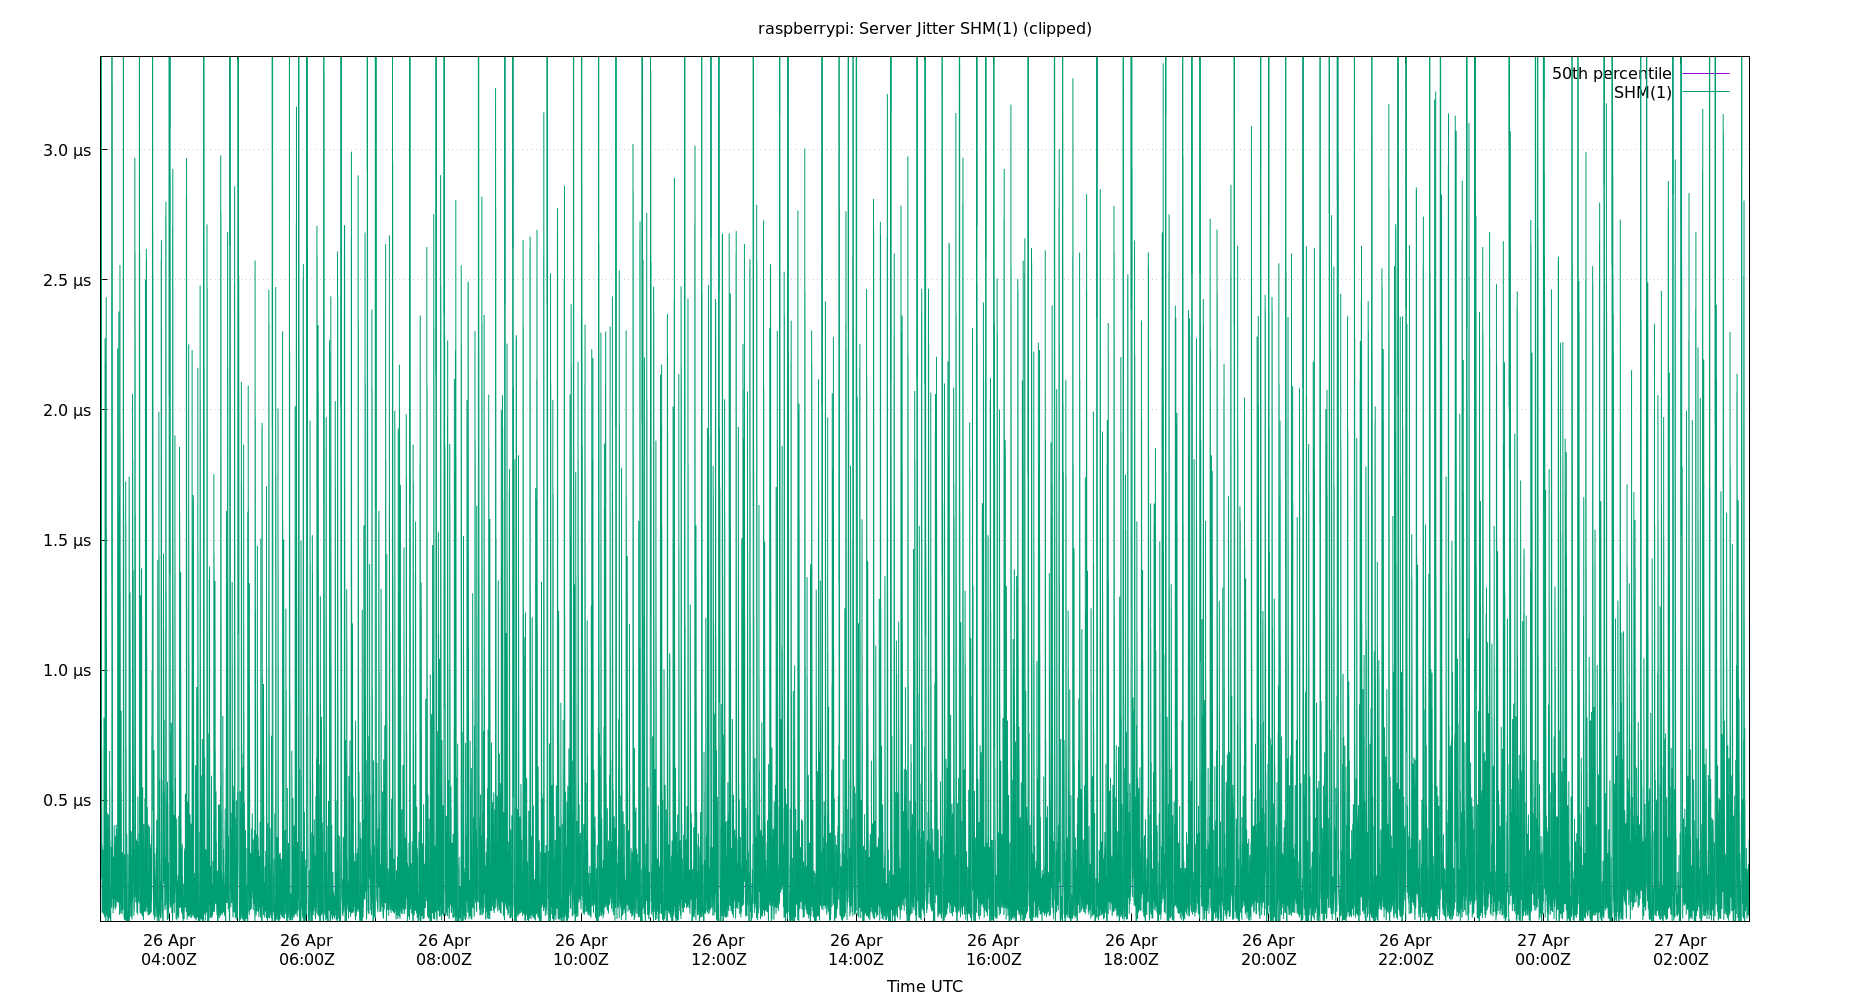 raspberrypi: Server Jitter SHM(1) (clipped)
50th percentile
SHM(1)
3.0 µs
2.5 µs
2.0 µs
1.5 µs
1.0 µs
0.5 µs
26 Apr 26 Apr 26 Apr 26 Apr 26 Apr 26 Apr 26 Apr 26 Apr 26 Apr 26 Apr 27 Apr 27 Apr
04:00Z 06:00Z 08:00Z 10:00Z 12:00Z 14:00Z 16:00Z 18:00Z 20:00Z 22:00Z 00:00Z 02:00Z
Time UTC